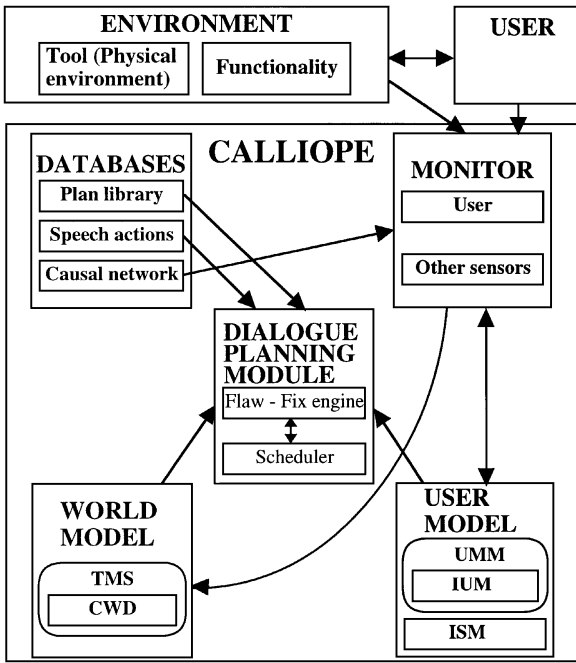 ENVIRONMENT
Tool (Physical
environment)
Functionality
USER
DATABASES
Plan library
Speech actions
Causal network
CALLIOPE
MONITOR
User
Other sensors
DIALOGUE
PLANNING
MODULE
Flaw - Fix engine
Scheduler
WORLD
MODEL
TMS
CWD
USER
MODEL
UMM
IUM
ISM